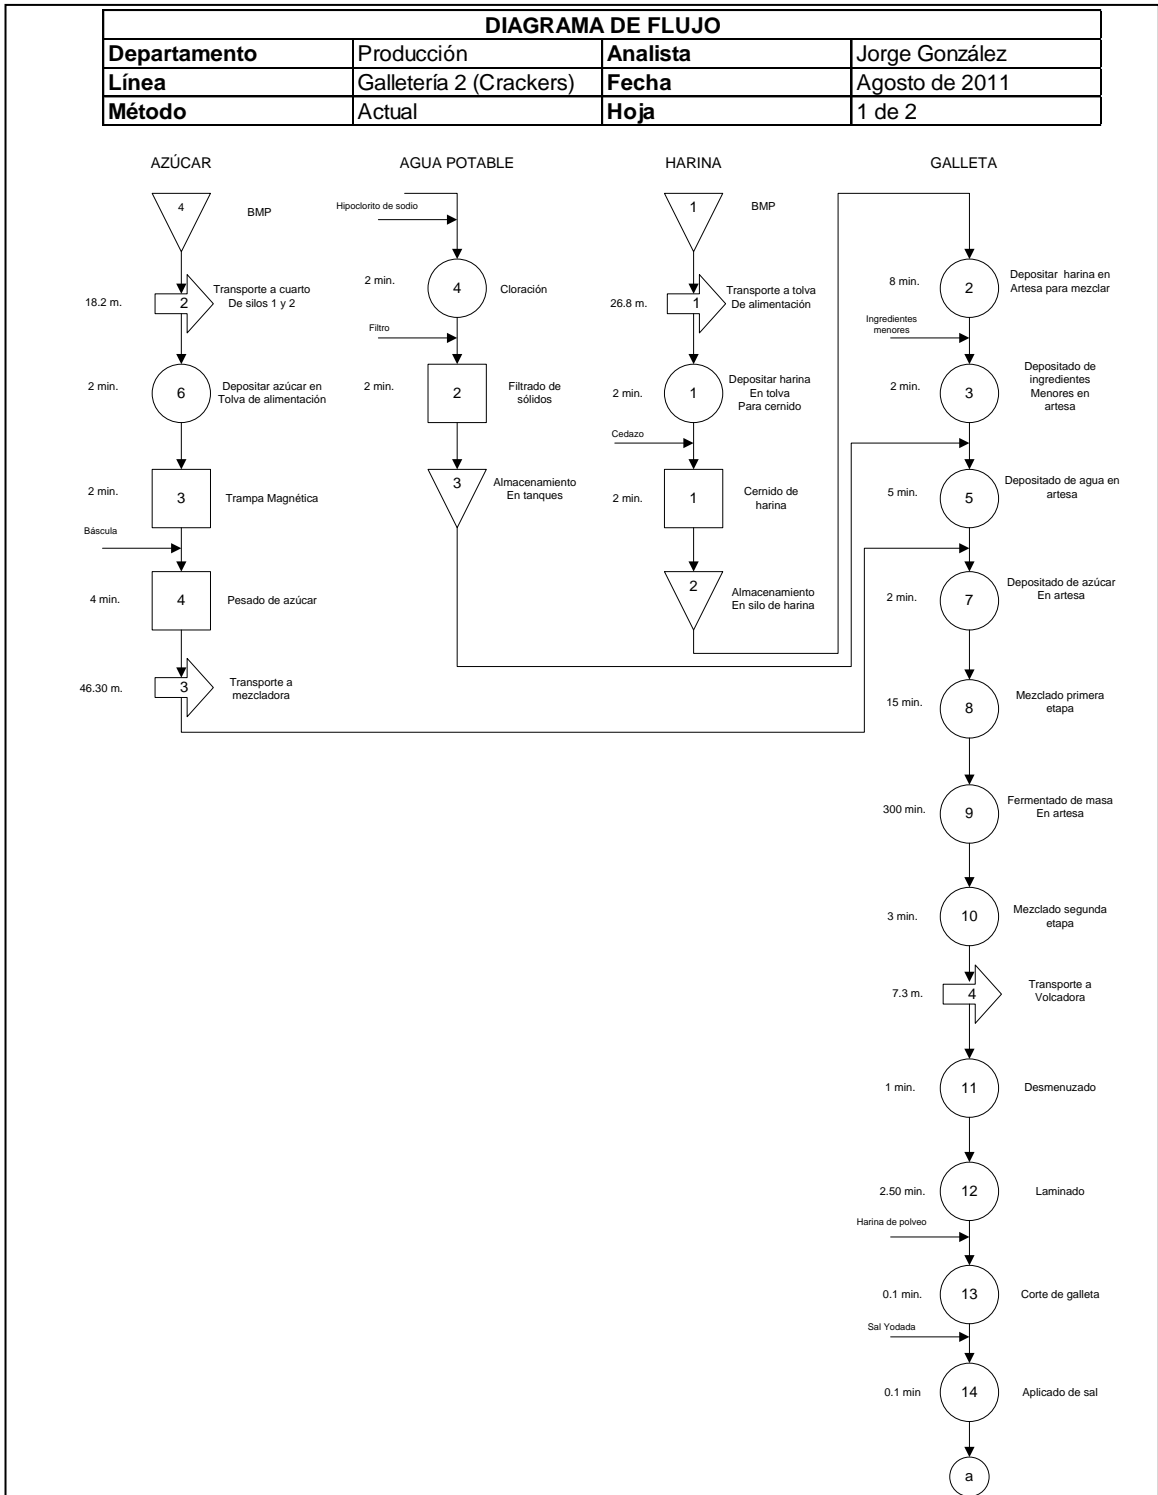 DIAGRAMA DE FLUJO
Departamento Producción Analista Jorge González
Línea Galletería 2 (Crackers) Fecha Agosto de 2011
Método Actual Hoja 1 de 2
AZÚCAR
4
BMP
18.2 m.
2
Transporte a cuarto
De silos 1 y 2
2 min.
6
Depositar azúcar en
Tolva de alimentación
2 min.
3
Trampa Magnética
Báscula
4 min.
4
Pesado de azúcar
46.30 m.
3
Transporte a
mezcladora
AGUA POTABLE
Hipoclorito de sodio
2 min.
4
Cloración
Filtro
2 min.
2
Filtrado de
sólidos
3
Almacenamiento
En tanques
HARINA
1
BMP
26.8 m.
1
Transporte a tolva
De alimentación
2 min.
1
Depositar harina
En tolva
Para cernido
Cedazo
2 min.
1
Cernido de
harina
2
Almacenamiento
En silo de harina
GALLETA
8 min.
2
Depositar harina en
Artesa para mezclar
Ingredientes
menores
2 min.
3
Depositado de
ingredientes
Menores en
artesa
5 min.
5
Depositado de agua en
artesa
2 min.
7
Depositado de azúcar
En artesa
15 min.
8
Mezclado primera
etapa
300 min.
9
Fermentado de masa
En artesa
3 min.
10
Mezclado segunda
etapa
7.3 m.
4
Transporte a
Volcadora
1 min.
11
Desmenuzado
2.50 min.
12
Laminado
Harina de polveo
0.1 min.
13
Corte de galleta
Sal Yodada
0.1 min
14
Aplicado de sal
a